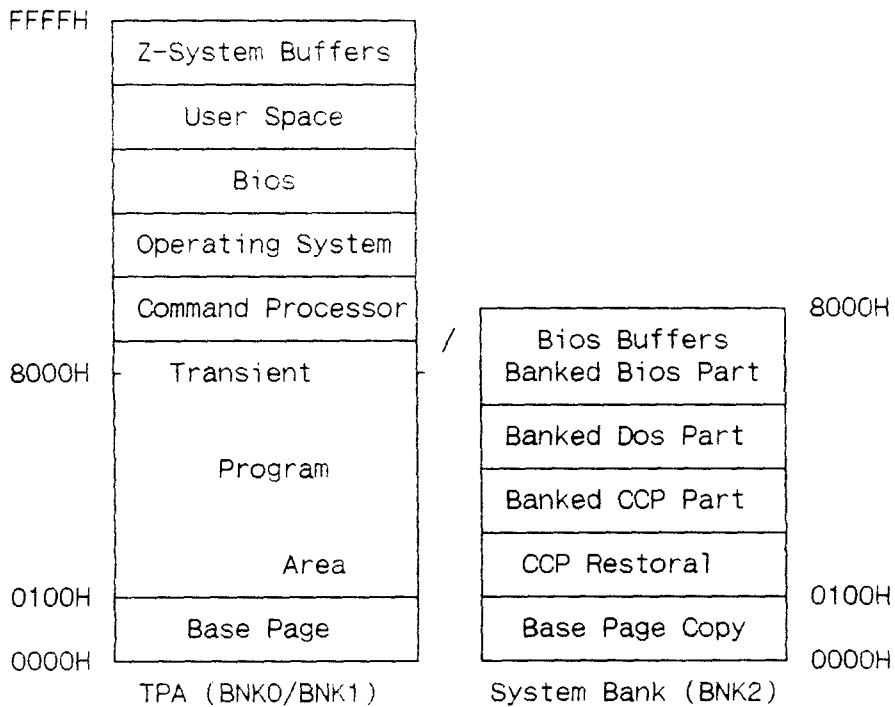 FFFFH
Z-System Buffers
User Space
Bios
Operating System
Command Processor
8000H
Transient
Program
Area
0100H
Base Page
0000H
TPA (BNK0/BNK1)
/
8000H
Bios Buffers
Banked Bios Part
Banked Dos Part
Banked CCP Part
CCP Restoral
0100H
Base Page Copy
0000H
System Bank (BNK2)